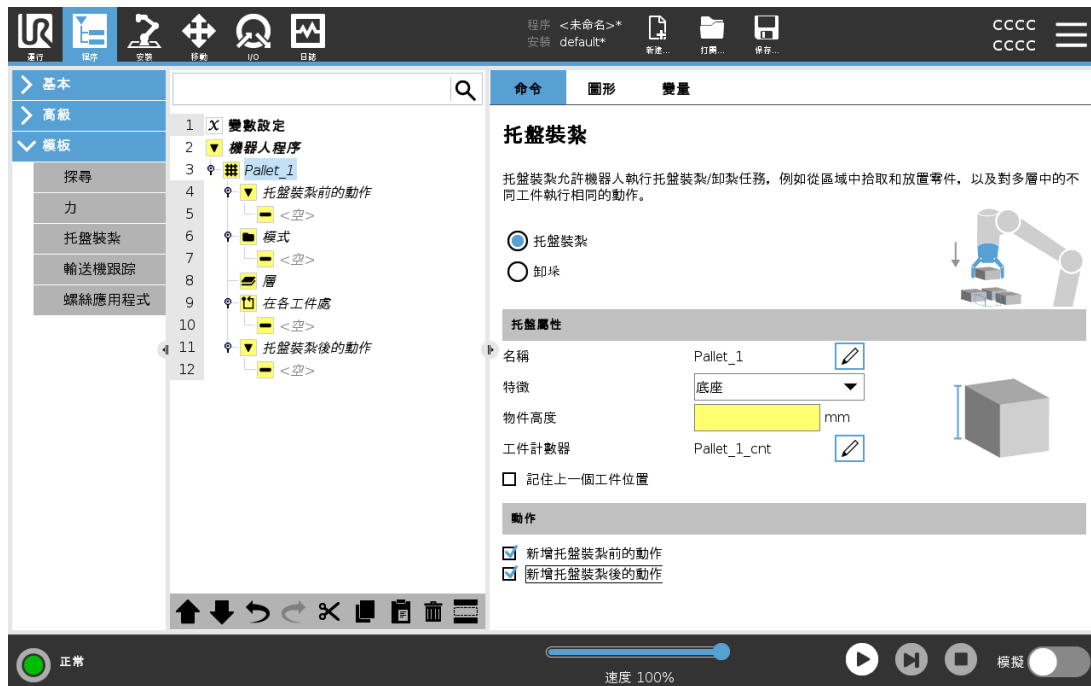 UR
運行
程序
安裝
移動
I/O
日誌
程序 <未命名>*
安裝 default*
新建...
打開...
保存...
CCCC
CCCC
基本
高級
模板
探尋
力
托盤裝紮
輸送機跟踪
螺絲應用程式
1 X 變數設定
2 機器人程序
3 Pallet_1
4 托盤裝紮前的動作
5 <空>
6 模式
7 <空>
8 層
9 在各工件處
10 <空>
11 托盤裝紮後的動作
12 <空>
命令 圖形 變量
托盤裝紮
托盤裝紮允許機器人執行托盤裝紮/卸紮任務，例如從區域中拾取和放置零件，以及對多層中的不
同工件執行相同的動作。
托盤裝紮
卸垛
托盤屬性
名稱 Pallet_1
特徵 底座
物件高度 mm
工件計數器 Pallet_1_cnt
記住上一個工件位置
動作
新增托盤裝紮前的動作
新增托盤裝紮後的動作
正常
速度 100%
模擬